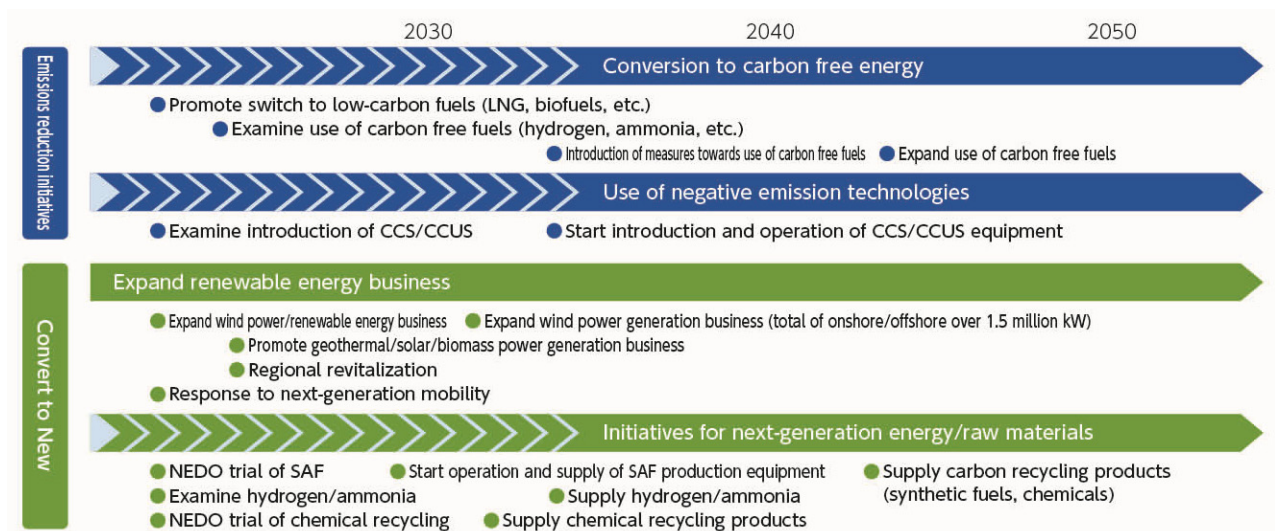 2030 2040 2050
Emissions reduction initiatives
Conversion to carbon free energy
Promote switch to low-carbon fuels (LNG, biofuels, etc.)
Examine use of carbon free fuels (hydrogen, ammonia, etc.)
Introduction of measures towards use of carbon free fuels Expand use of carbon free fuels
Use of negative emission technologies
Examine introduction of CCS/CCUS Start introduction and operation of CCS/CCUS equipment
Convert to New
Expand renewable energy business
Expand wind power/renewable energy business Expand wind power generation business (total of onshore/offshore over 1.5 million kW)
Promote geothermal/solar/biomass power generation business
Regional revitalization
Response to next-generation mobility
Initiatives for next-generation energy/raw materials
NEDO trial of SAF Start operation and supply of SAF production equipment Supply carbon recycling products
Examine hydrogen/ammonia Supply hydrogen/ammonia (synthetic fuels, chemicals)
NEDO trial of chemical recycling Supply chemical recycling products